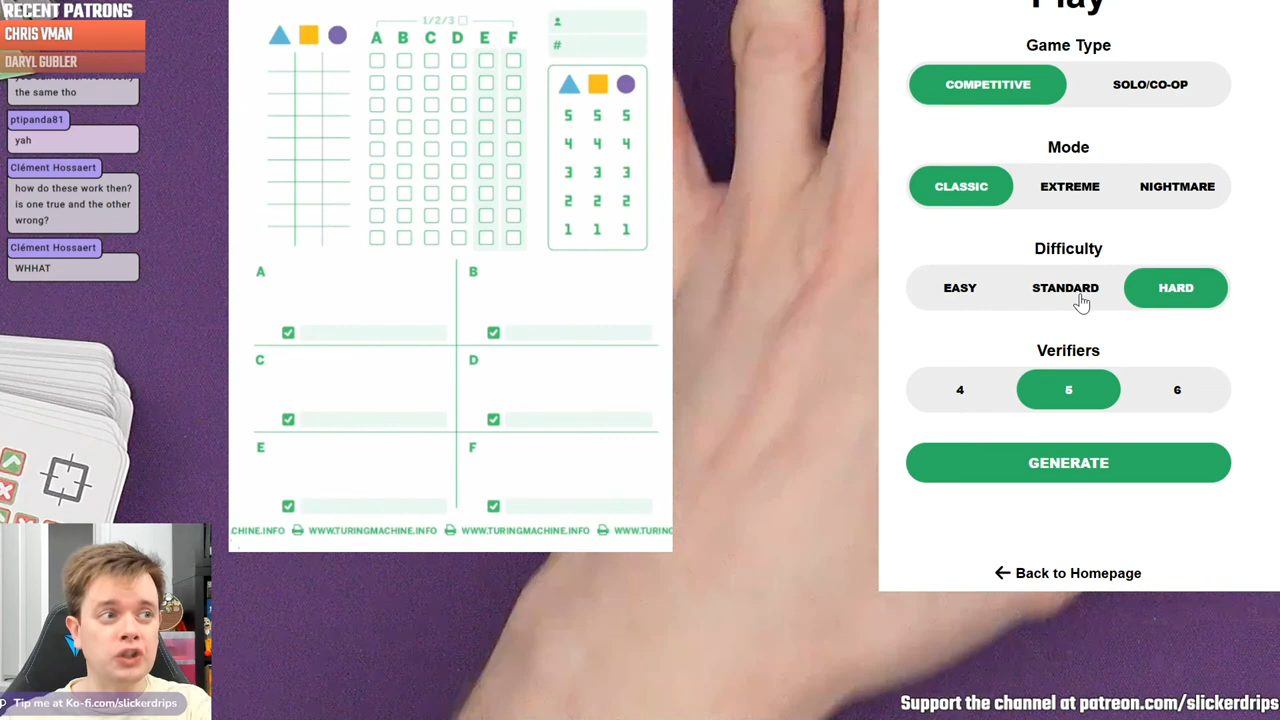 RECENT PATRONS
CHRIS VMAN
DARYL GUBLER
the same tho
ptipanda81
yah
Clément Hossaert
how do these work then?
is one true and the other
wrong?
Clément Hossaert
WHHAT
1/2/3
A B C D E F
#
5 5 5
4 4 4
3 3 3
2 2 2
1 1 1
A
B
C
D
E
F
WWW.TURINGMACHINE.INFO WWW.TURINGMACHINE.INFO
Play
Game Type
COMPETITIVE SOLO/CO-OP
Mode
CLASSIC EXTREME NIGHTMARE
Difficulty
EASY STANDARD HARD
Verifiers
4 5 6
GENERATE
Back to Homepage
Tip me at Ko-fi.com/slickerdrips
Support the channel at patreon.com/slickerdrips